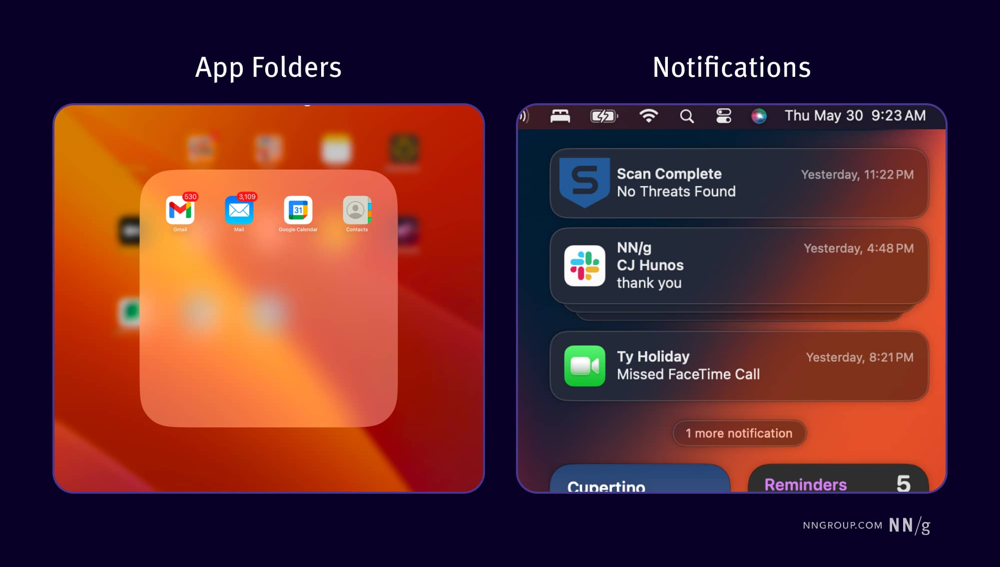 App Folders
Notifications
530
3,109
31
Gmail
Mail
Google Calendar
Contacts
Thu May 30 9:23 AM
S
Scan Complete
Yesterday, 11:22 PM
No Threats Found
NN/g
Yesterday, 4:48 PM
CJ Hunos
thank you
Ty Holiday
Yesterday, 8:21 PM
Missed FaceTime Call
1 more notification
Cupertino
Reminders
5
NNGROUP.COM NN/g